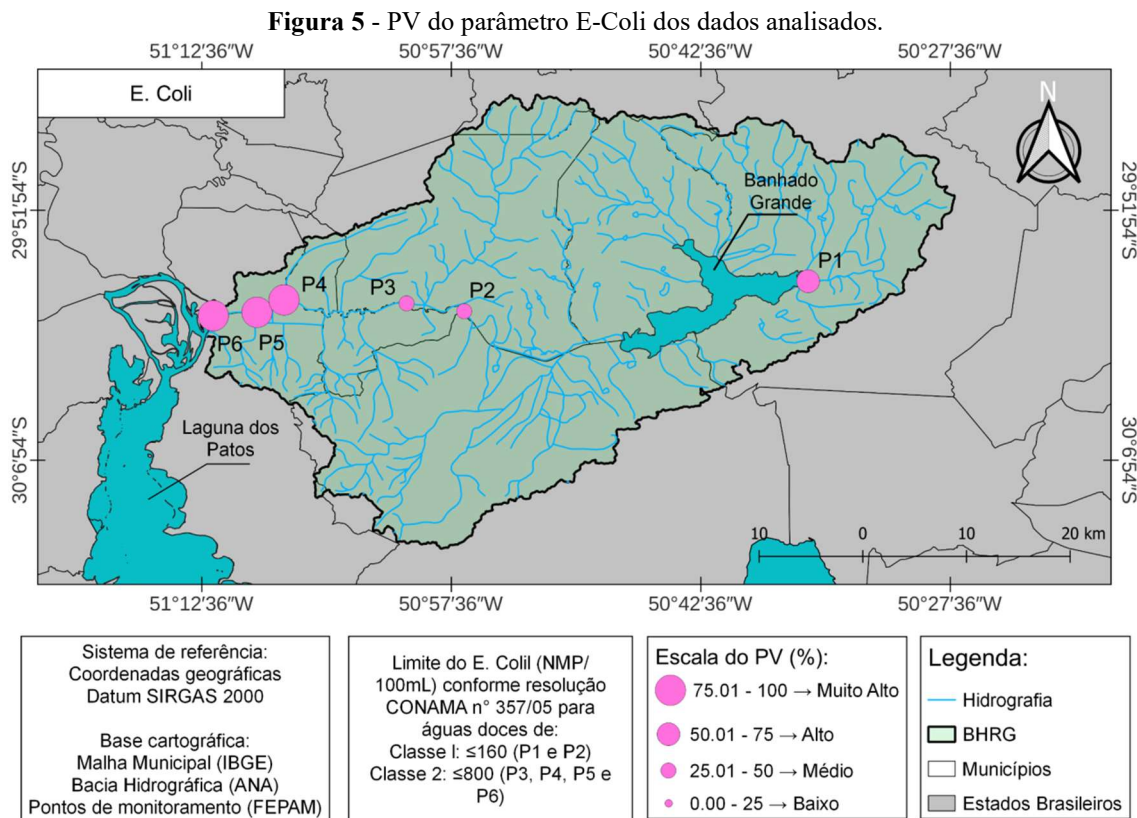 Figura 5 - PV do parâmetro E-Coli dos dados analisados.
51°12′36″W 50°57′36″W 50°42′36″W 50°27′36″W
E. Coli
N
29°51′54″S
29°51′54″S
Banhado
Grande
P1
P4
P3
P2
P6
P5
Laguna dos
Patos
30°6′54″S
30°6′54″S
10 0 10 20 km
51°12′36″W 50°57′36″W 50°42′36″W 50°27′36″W
Sistema de referência:
Coordenadas geográficas
Datum SIRGAS 2000
Base cartográfica:
Malha Municipal (IBGE)
Bacia Hidrográfica (ANA)
Pontos de monitoramento (FEPAM)
Limite do E. Colil (NMP/
100mL) conforme resolução
CONAMA n° 357/05 para
águas doces de:
Classe I: ≤160 (P1 e P2)
Classe 2: ≤800 (P3, P4, P5 e
P6)
Escala do PV (%):
75.01 - 100 → Muito Alto
50.01 - 75 → Alto
25.01 - 50 → Médio
0.00 - 25 → Baixo
Legenda:
Hidrografia
BHRG
Municípios
Estados Brasileiros